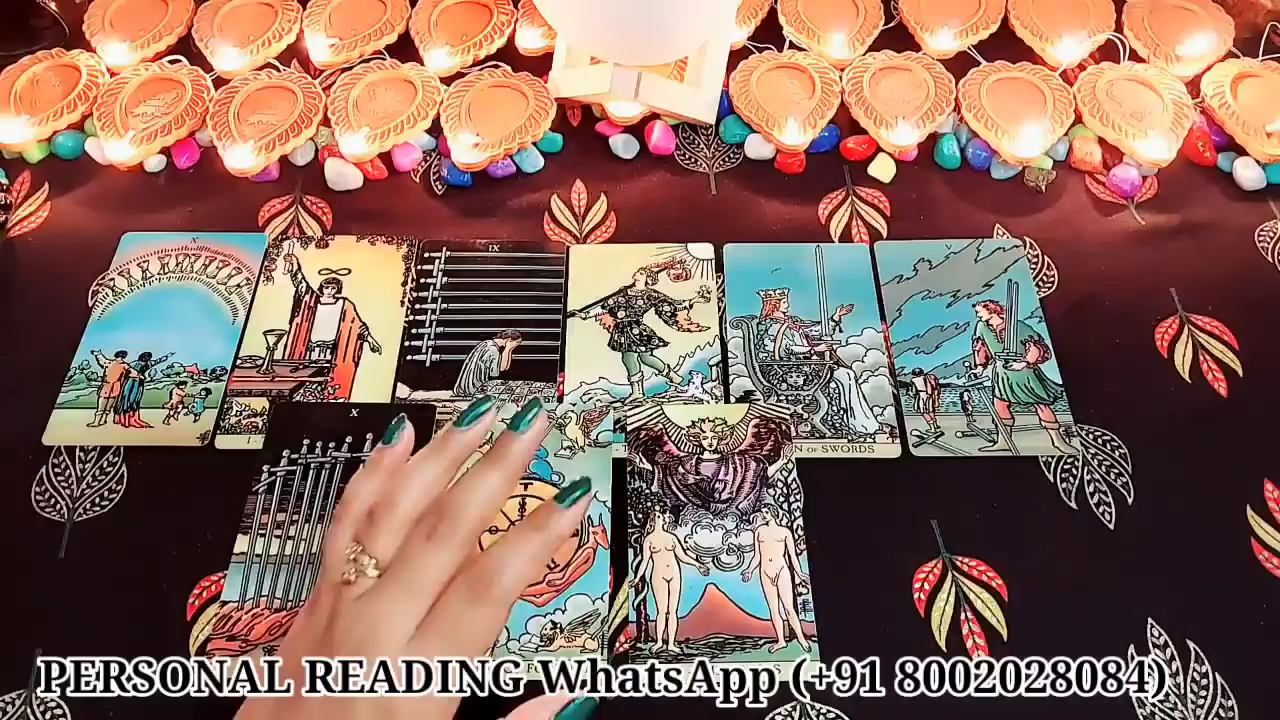 X
IX
V
I
N OF SWORDS
X
PERSONAL READING WhatsApp (+91 8002028084)